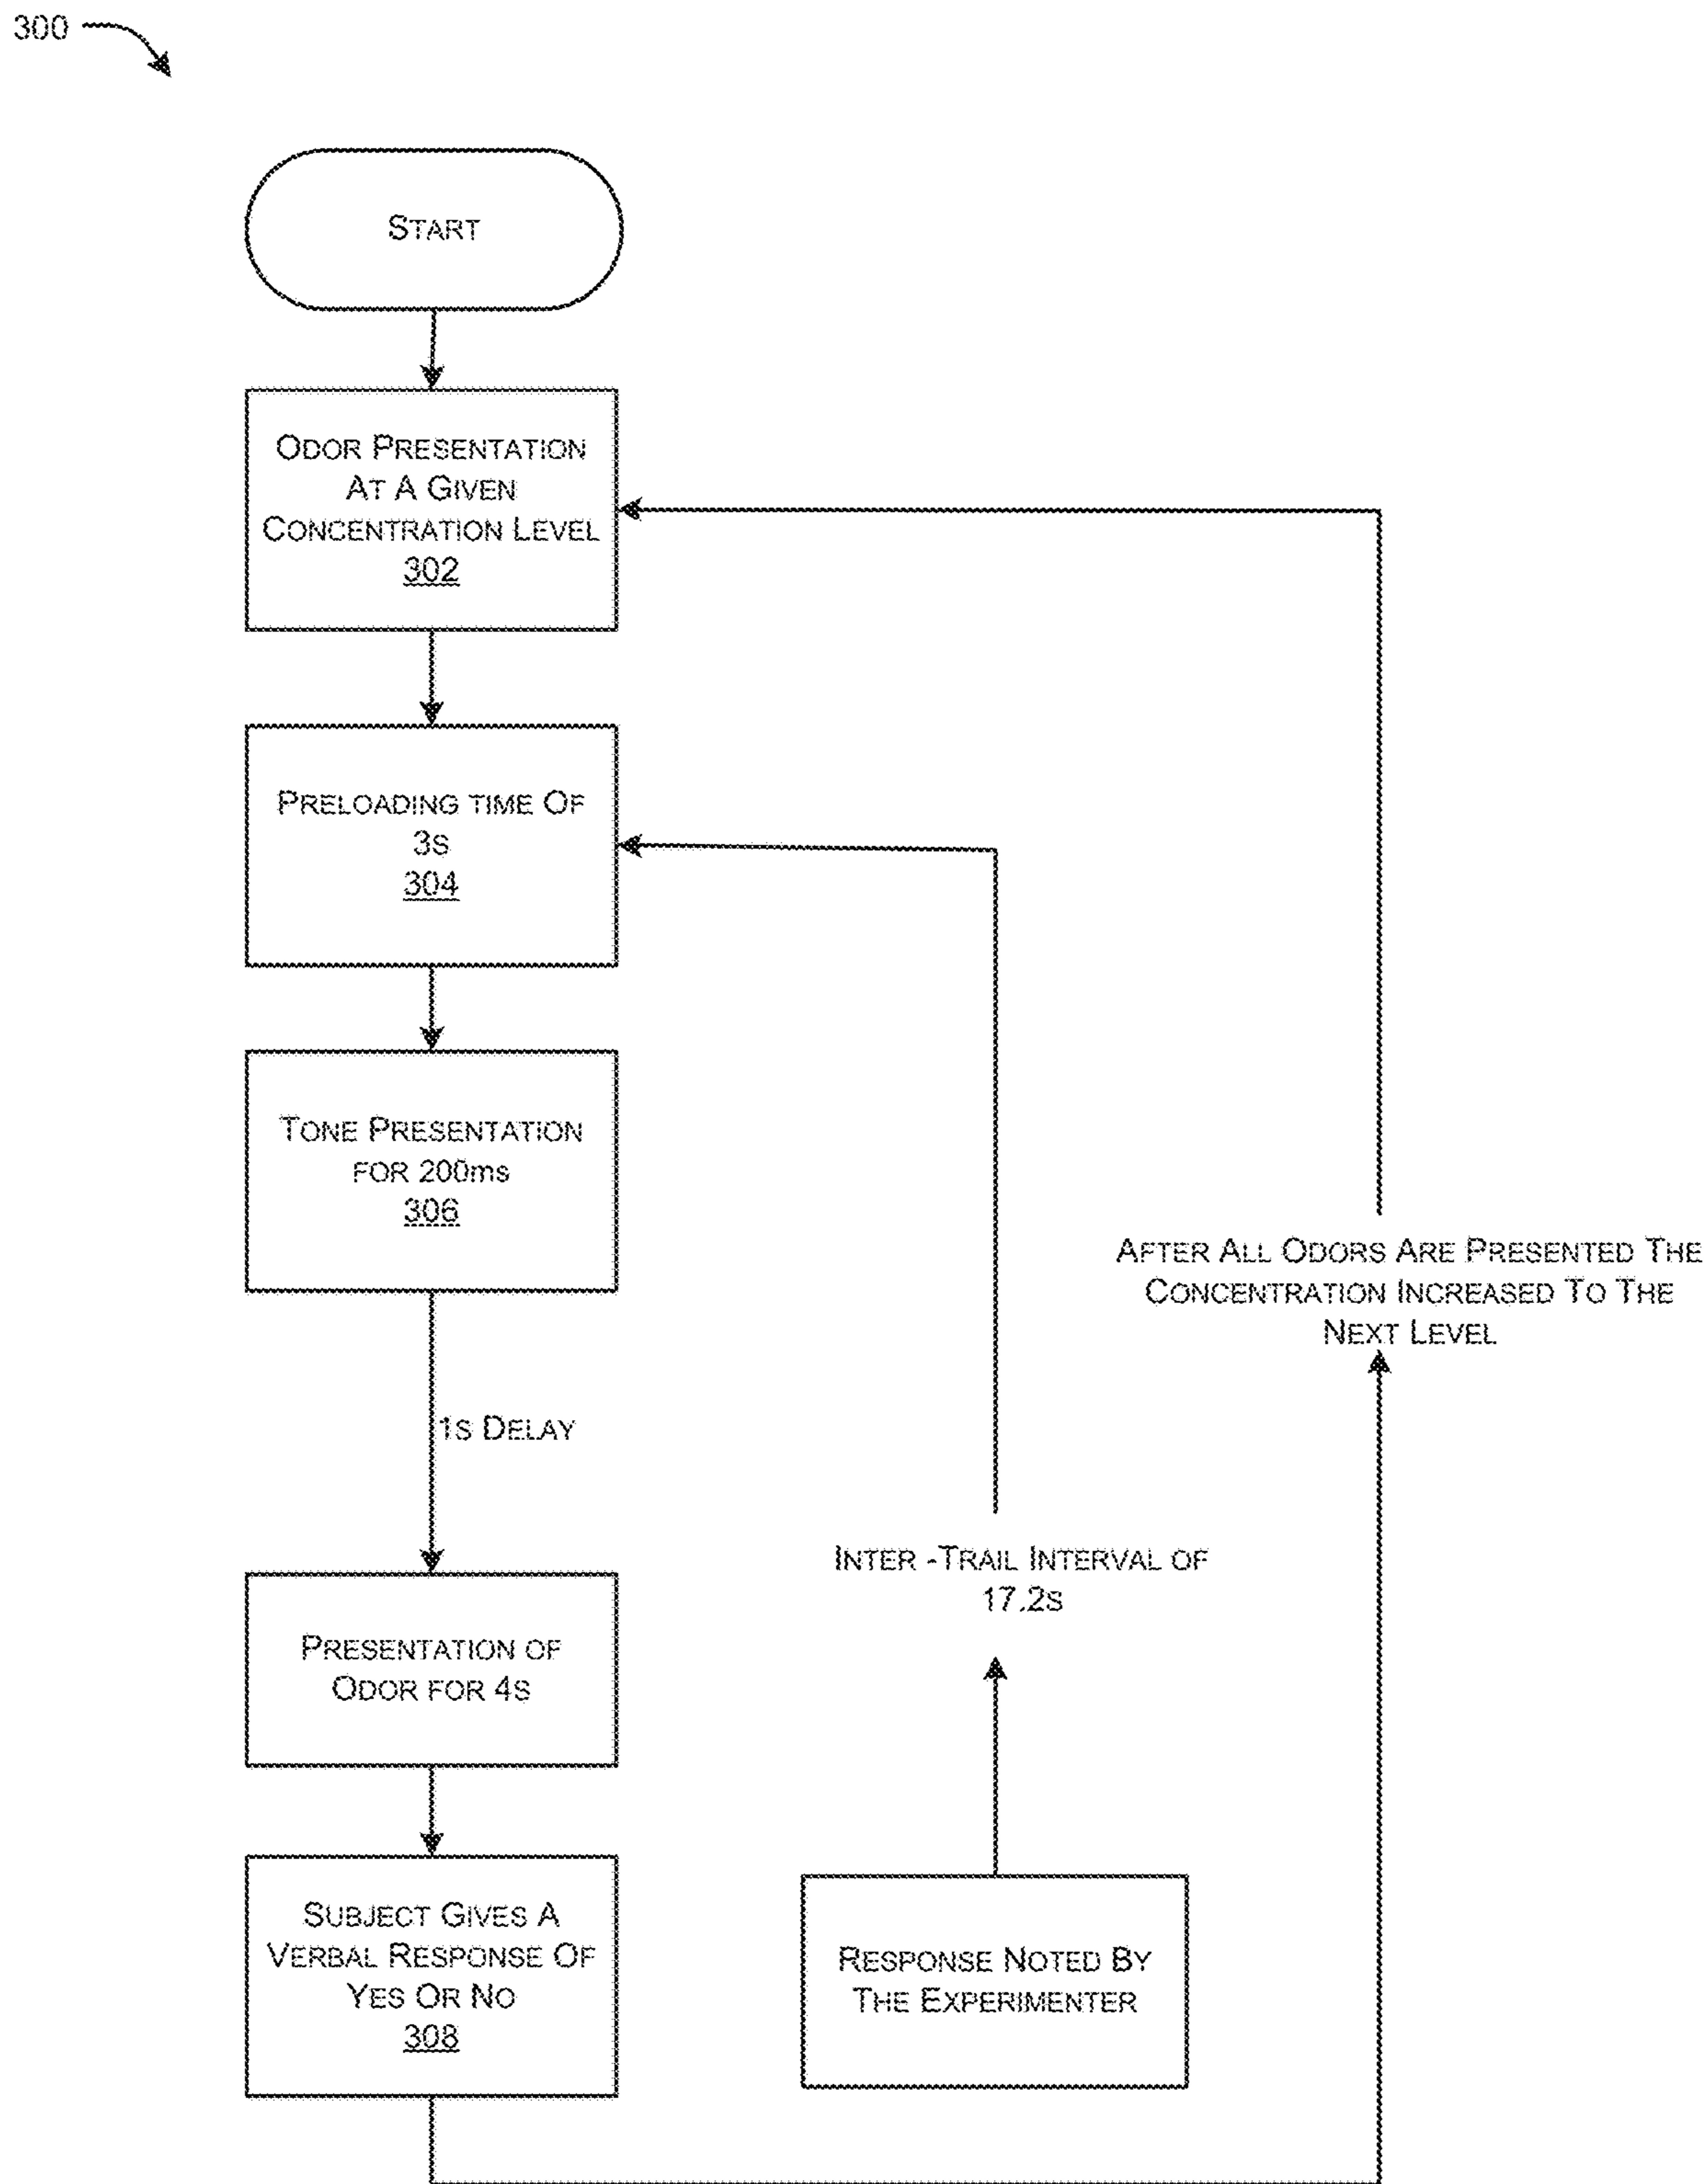 300
START
ODOR PRESENTATION
AT A GIVEN
CONCENTRATION LEVEL
302
PRELOADING TIME OF
3S
304
TONE PRESENTATION
FOR 200ms
306
1S DELAY
PRESENTATION OF
ODOR FOR 4S
SUBJECT GIVES A
VERBAL RESPONSE OF
YES OR NO
308
RESPONSE NOTED BY
THE EXPERIMENTER
INTER -TRAIL INTERVAL OF
17.2S
AFTER ALL ODORS ARE PRESENTED THE
CONCENTRATION INCREASED TO THE
NEXT LEVEL